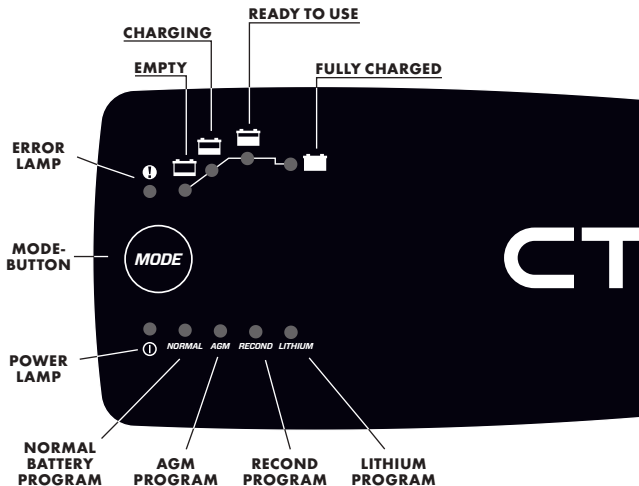 READY TO USE
CHARGING
EMPTY
FULLY CHARGED
ERROR
LAMP
MODE-
BUTTON
MODE
CT
POWER
LAMP
NORMAL AGM RECOND LITHIUM
NORMAL
BATTERY
PROGRAM
AGM
PROGRAM
RECOND
PROGRAM
LITHIUM
PROGRAM